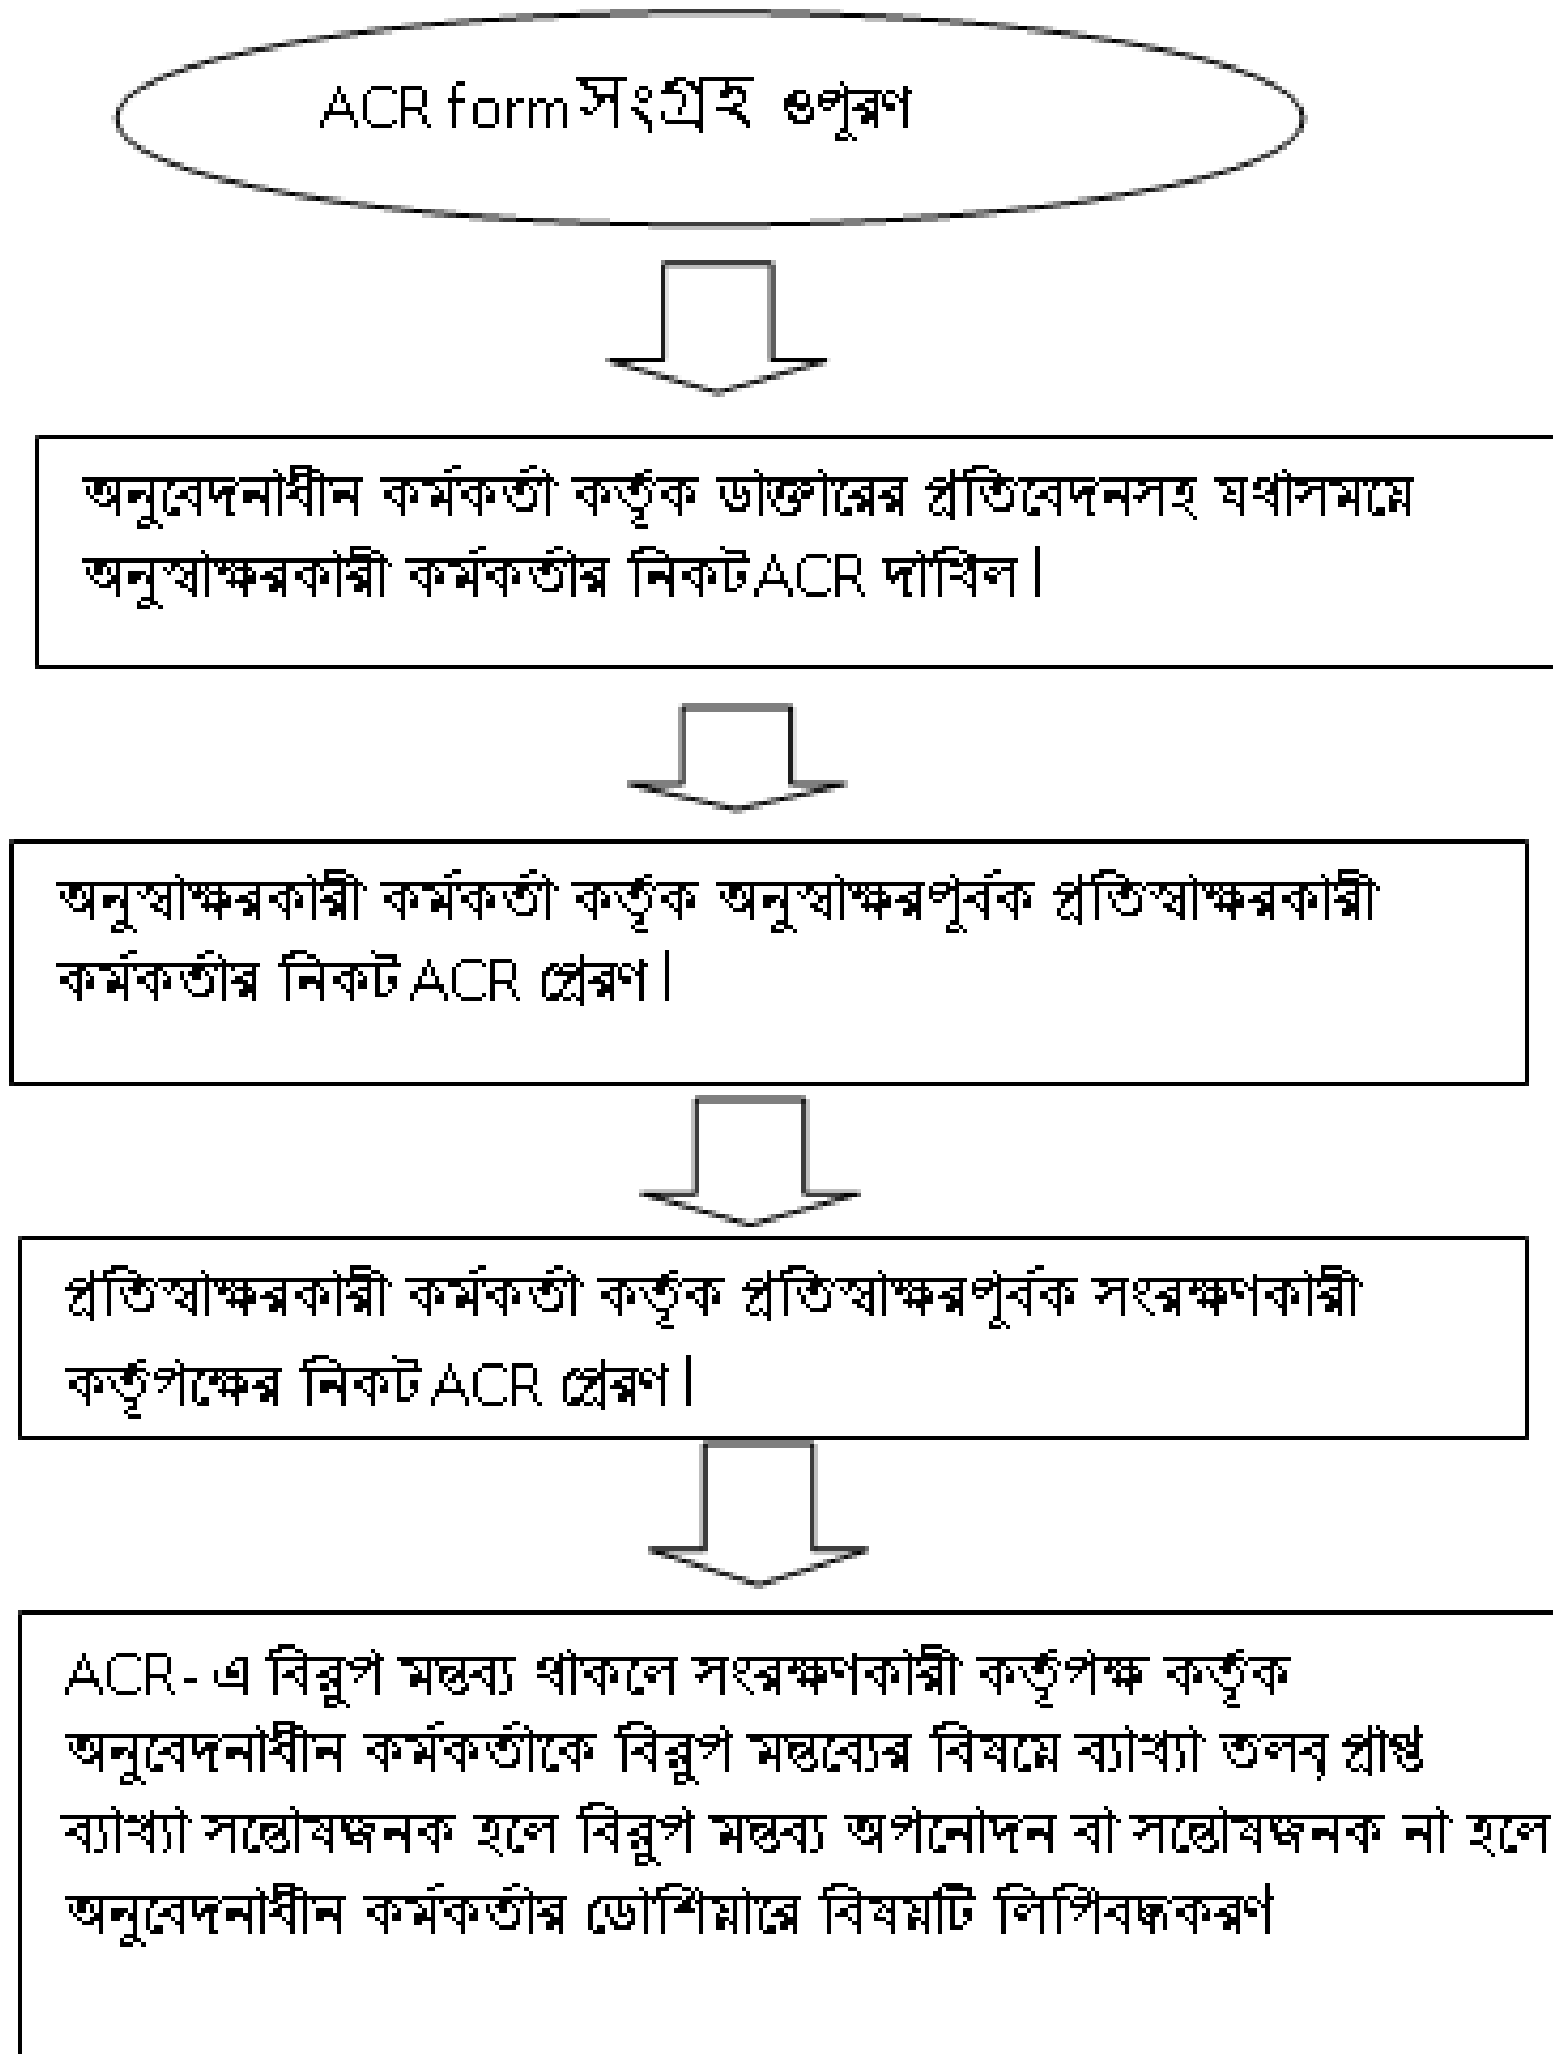 ACR form সংগ্রহ ওপূরণ
অনুবেদনাধীন কর্মকর্তা কর্তৃক ডাক্তারের প্রতিবেদনসহ যথাসময়ে
অনুস্বাক্ষরকারী কর্মকর্তার নিকট ACR দাখিল।
অনুস্বাক্ষরকারী কর্মকর্তা কর্তৃক অনুস্বাক্ষরপূর্বক প্রতিস্বাক্ষরকারী
কর্মকর্তার নিকট ACR প্রেরণ।
প্রতিস্বাক্ষরকারী কর্মকর্তা কর্তৃক প্রতিস্বাক্ষরপূর্বক সংরক্ষণকারী
কর্তৃপক্ষের নিকট ACR প্রেরণ।
ACR- এ বিরুপ মন্তব্য থাকলে সংরক্ষণকারী কর্তৃপক্ষ কর্তৃক
অনুবেদনাধীন কর্মকর্তাকে বিরুপ মন্তব্যের বিষয়ে ব্যাখ্যা তলব, প্রাপ্ত
ব্যাখ্যা সন্তোষজনক হলে বিরুপ মন্তব্য অপনোদন বা সন্তোষজনক না হলে
অনুবেদনাধীন কর্মকর্তার ডোশিয়ারে বিষয়টি লিপিবদ্ধকরণ